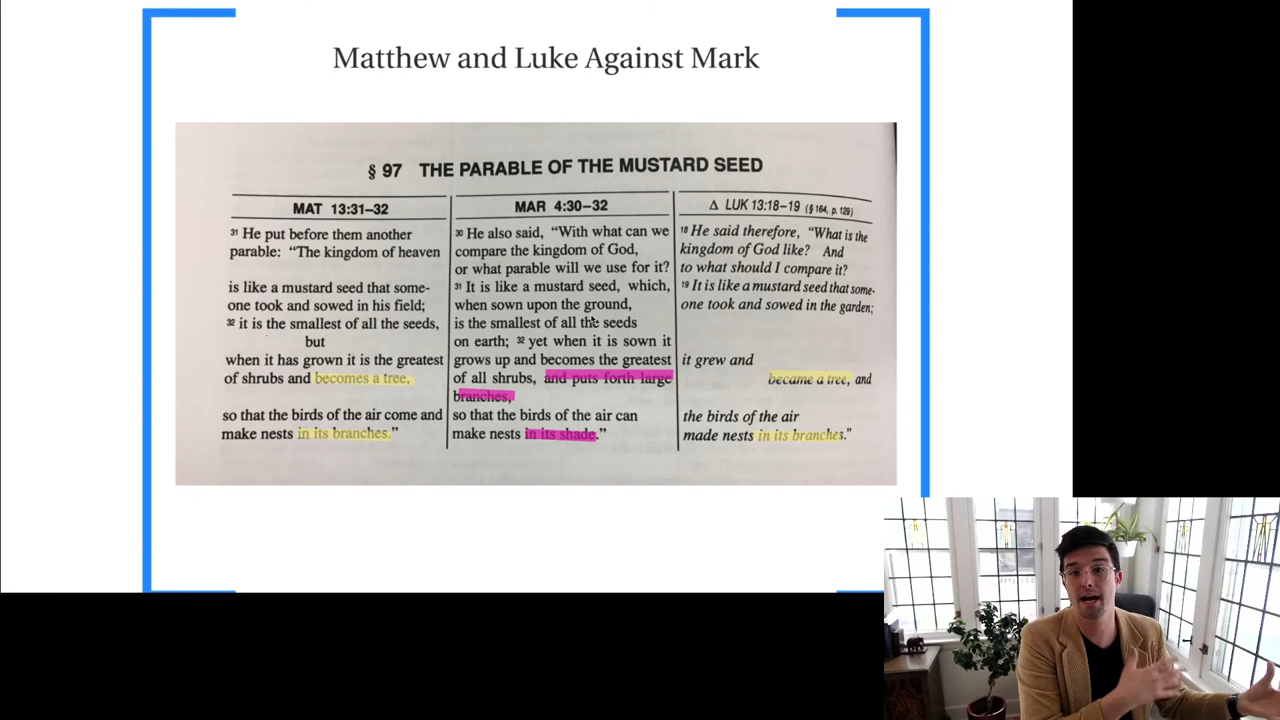 Matthew and Luke Against Mark
§ 97 THE PARABLE OF THE MUSTARD SEED
MAT 13:31–32
31 He put before them another
parable: “The kingdom of heaven
is like a mustard seed that some-
one took and sowed in his field;
32 it is the smallest of all the seeds,
but
when it has grown it is the greatest
of shrubs and becomes a tree,
so that the birds of the air come and
make nests in its branches.”
MAR 4:30–32
30 He also said, “With what can we
compare the kingdom of God,
or what parable will we use for it?
31 It is like a mustard seed, which,
when sown upon the ground,
is the smallest of all the seeds
on earth; 32 yet when it is sown it
grows up and becomes the greatest
of all shrubs, and puts forth large
branches,
so that the birds of the air can
make nests in its shade.”
Δ LUK 13:18–19 (§164, p. 129)
18 He said therefore, “What is the
kingdom of God like? And
to what should I compare it?
19 It is like a mustard seed that some-
one took and sowed in the garden;
it grew and
became a tree, and
the birds of the air
made nests in its branches.”